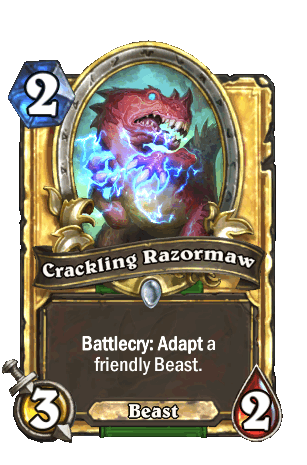 2
Crackling Razormaw
Battlecry: Adapt a
friendly Beast.
3
Beast
2